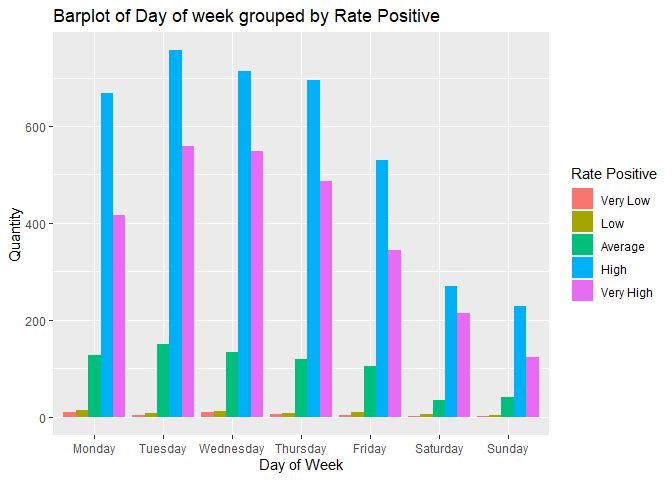 Barplot of Day of week grouped by Rate Positive
Quantity
600
400
200
0
Monday Tuesday Wednesday Thursday Friday Saturday Sunday
Day of Week
Rate Positive
Very Low
Low
Average
High
Very High